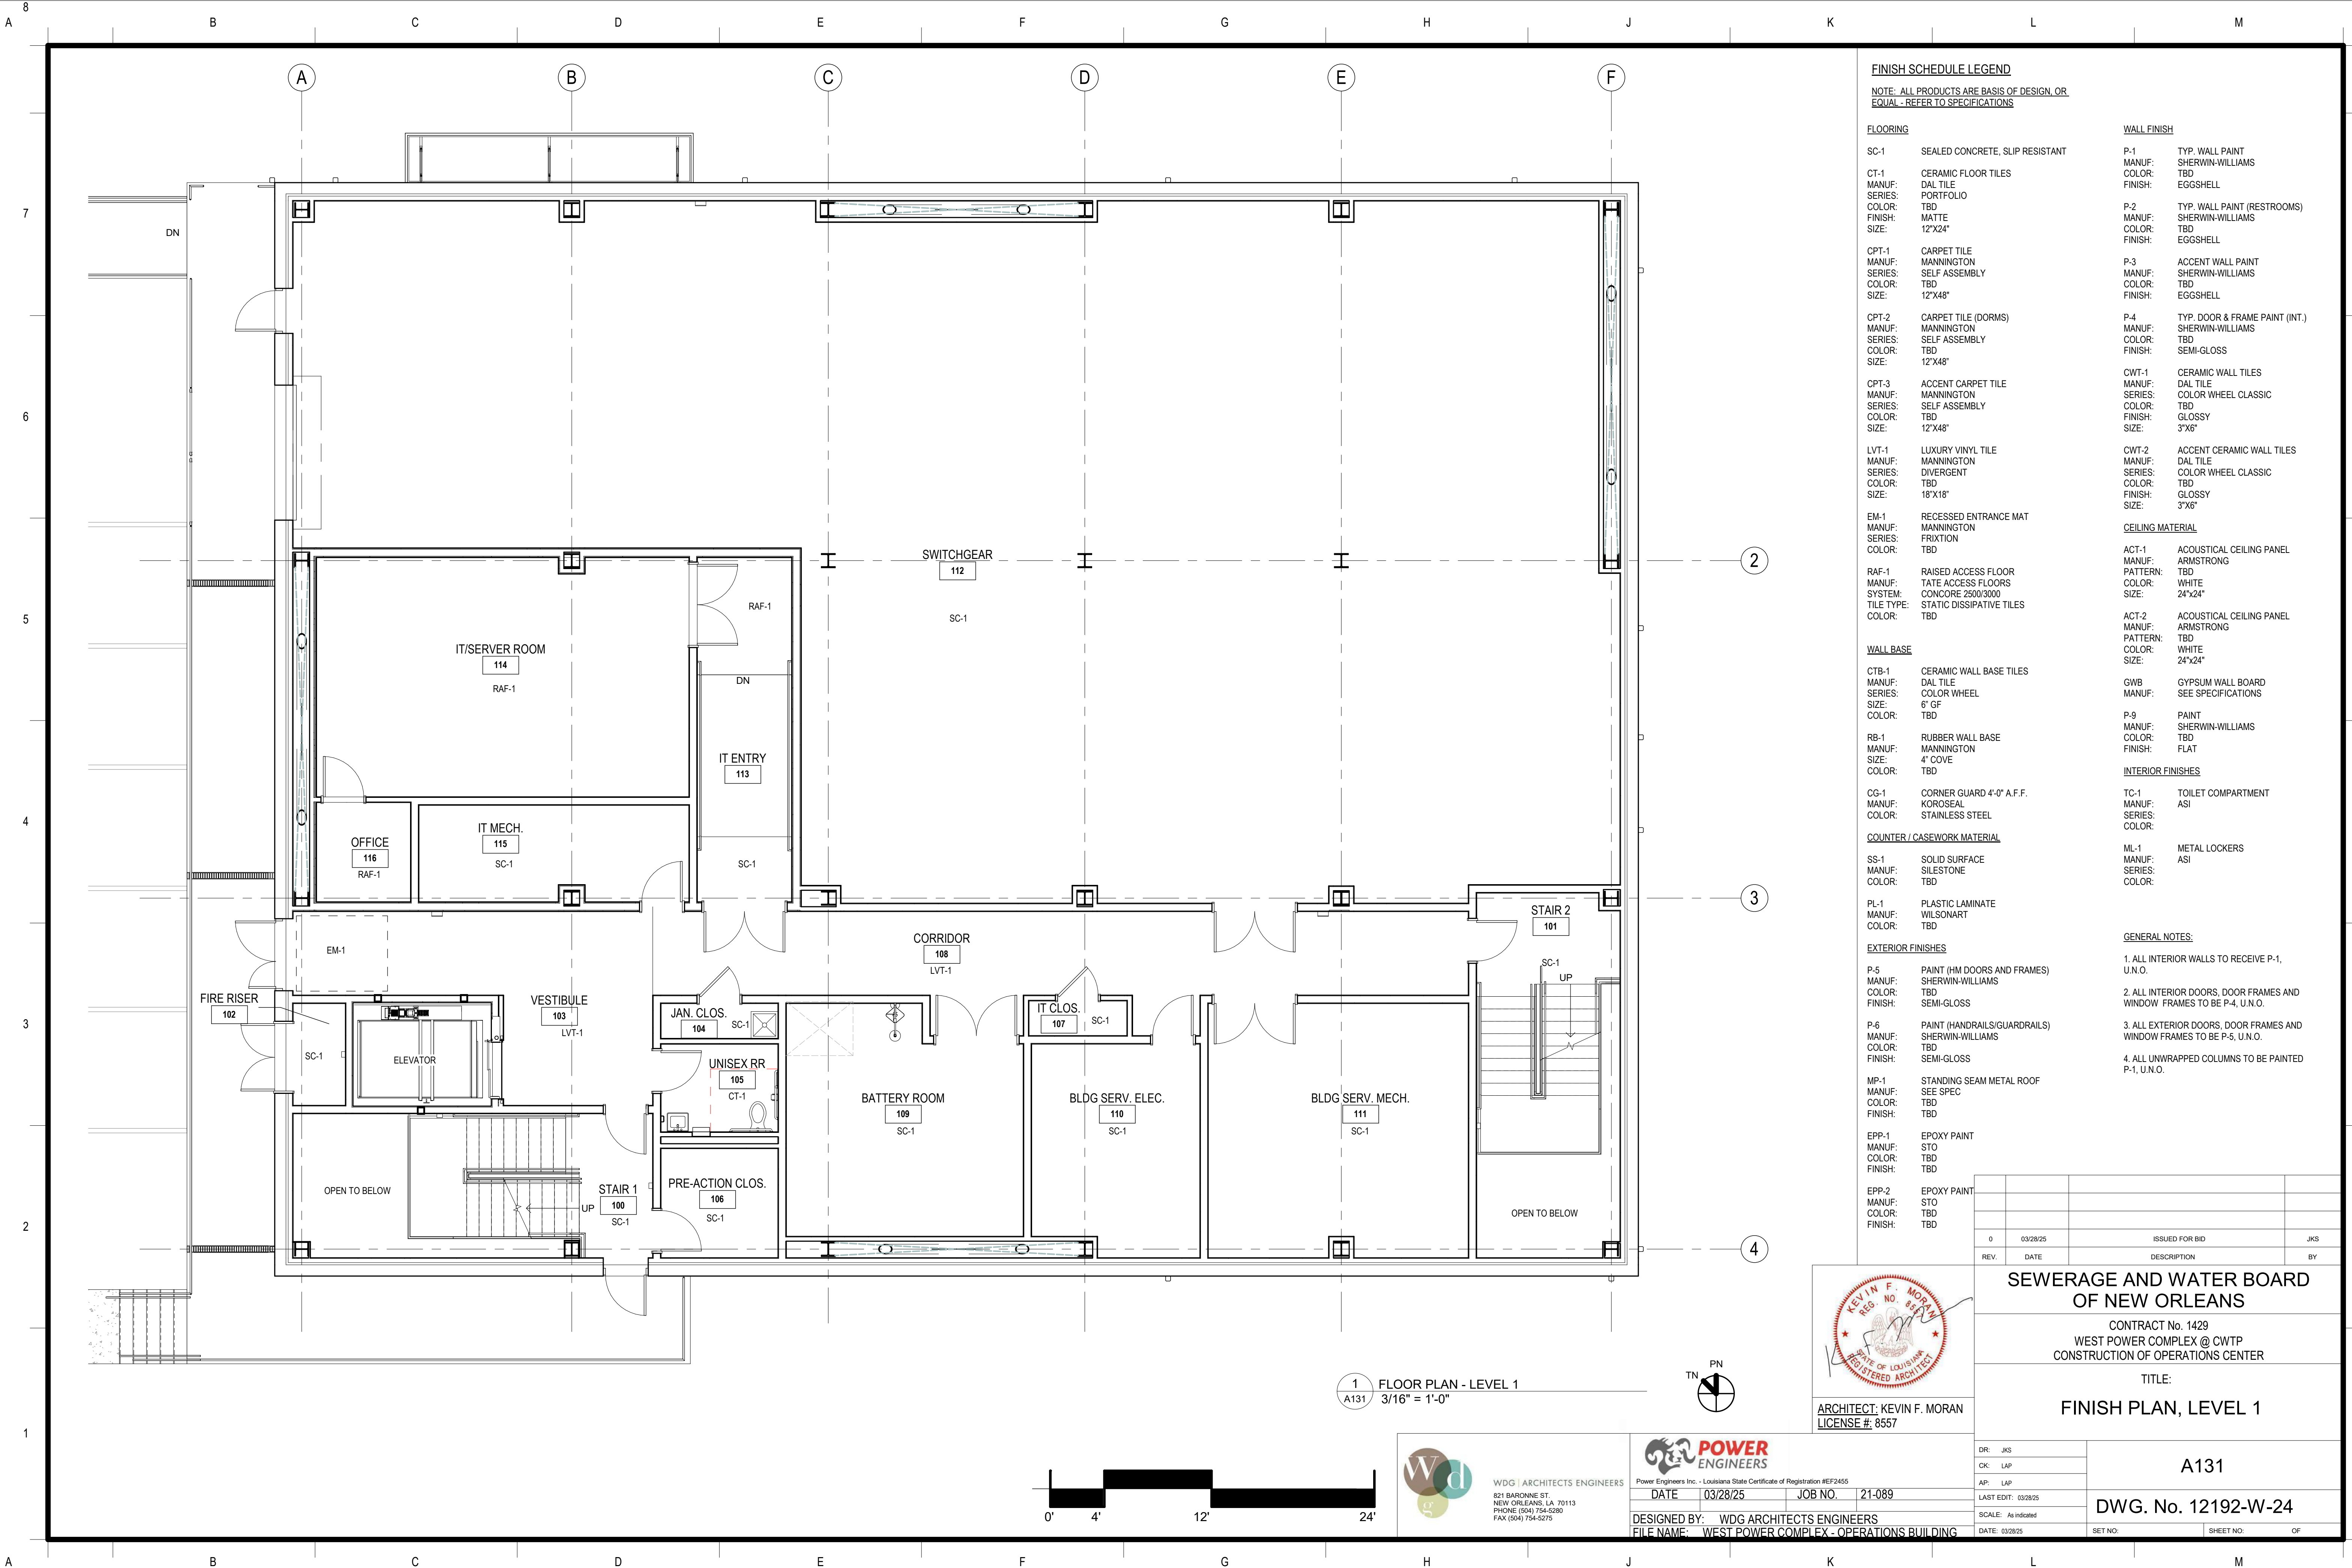 8
A B C D E F G H J K L M
A B C D E F
7
6
5
4
3
2
1
2
3
4
DN
SWITCHGEAR
112
SC-1
RAF-1
IT/SERVER ROOM
114
RAF-1
DN
IT ENTRY
113
SC-1
IT MECH.
115
SC-1
OFFICE
116
RAF-1
EM-1
CORRIDOR
108
LVT-1
STAIR 2
101
SC-1
UP
FIRE RISER
102
SC-1
ELEVATOR
VESTIBULE
103
LVT-1
JAN. CLOS.
104
SC-1
IT CLOS.
107
SC-1
UNISEX RR
105
CT-1
BATTERY ROOM
109
SC-1
BLDG SERV. ELEC.
110
SC-1
BLDG SERV. MECH.
111
SC-1
OPEN TO BELOW
STAIR 1
100
SC-1
UP
PRE-ACTION CLOS.
106
SC-1
OPEN TO BELOW
1
A131
FLOOR PLAN - LEVEL 1
3/16" = 1'-0"
TN
PN
0' 4' 12' 24'
FINISH SCHEDULE LEGEND
NOTE: ALL PRODUCTS ARE BASIS OF DESIGN, OR
EQUAL - REFER TO SPECIFICATIONS
FLOORING
SC-1 SEALED CONCRETE, SLIP RESISTANT
CT-1 CERAMIC FLOOR TILES
MANUF: DAL TILE
SERIES: PORTFOLIO
COLOR: TBD
FINISH: MATTE
SIZE: 12"X24"
CPT-1 CARPET TILE
MANUF: MANNINGTON
SERIES: SELF ASSEMBLY
COLOR: TBD
SIZE: 12"X48"
CPT-2 CARPET TILE (DORMS)
MANUF: MANNINGTON
SERIES: SELF ASSEMBLY
COLOR: TBD
SIZE: 12"X48"
CPT-3 ACCENT CARPET TILE
MANUF: MANNINGTON
SERIES: SELF ASSEMBLY
COLOR: TBD
SIZE: 12"X48"
LVT-1 LUXURY VINYL TILE
MANUF: MANNINGTON
SERIES: DIVERGENT
COLOR: TBD
SIZE: 18"X18"
EM-1 RECESSED ENTRANCE MAT
MANUF: MANNINGTON
SERIES: FRIXTION
COLOR: TBD
RAF-1 RAISED ACCESS FLOOR
MANUF: TATE ACCESS FLOORS
SYSTEM: CONCORE 2500/3000
TILE TYPE: STATIC DISSIPATIVE TILES
COLOR: TBD
WALL BASE
CTB-1 CERAMIC WALL BASE TILES
MANUF: DAL TILE
SERIES: COLOR WHEEL
SIZE: 6" GF
COLOR: TBD
RB-1 RUBBER WALL BASE
MANUF: MANNINGTON
SIZE: 4" COVE
COLOR: TBD
CG-1 CORNER GUARD 4'-0" A.F.F.
MANUF: KOROSEAL
COLOR: STAINLESS STEEL
COUNTER / CASEWORK MATERIAL
SS-1 SOLID SURFACE
MANUF: SILESTONE
COLOR: TBD
PL-1 PLASTIC LAMINATE
MANUF: WILSONART
COLOR: TBD
EXTERIOR FINISHES
P-5 PAINT (HM DOORS AND FRAMES)
MANUF: SHERWIN-WILLIAMS
COLOR: TBD
FINISH: SEMI-GLOSS
P-6 PAINT (HANDRAILS/GUARDRAILS)
MANUF: SHERWIN-WILLIAMS
COLOR: TBD
FINISH: SEMI-GLOSS
MP-1 STANDING SEAM METAL ROOF
MANUF: SEE SPEC
COLOR: TBD
FINISH: TBD
EPP-1 EPOXY PAINT
MANUF: STO
COLOR: TBD
FINISH: TBD
EPP-2 EPOXY PAINT
MANUF: STO
COLOR: TBD
FINISH: TBD
WALL FINISH
P-1 TYP. WALL PAINT
MANUF: SHERWIN-WILLIAMS
COLOR: TBD
FINISH: EGGSHELL
P-2 TYP. WALL PAINT (RESTROOMS)
MANUF: SHERWIN-WILLIAMS
COLOR: TBD
FINISH: EGGSHELL
P-3 ACCENT WALL PAINT
MANUF: SHERWIN-WILLIAMS
COLOR: TBD
FINISH: EGGSHELL
P-4 TYP. DOOR & FRAME PAINT (INT.)
MANUF: SHERWIN-WILLIAMS
COLOR: TBD
FINISH: SEMI-GLOSS
CWT-1 CERAMIC WALL TILES
MANUF: DAL TILE
SERIES: COLOR WHEEL CLASSIC
COLOR: TBD
FINISH: GLOSSY
SIZE: 3"X6"
CWT-2 ACCENT CERAMIC WALL TILES
MANUF: DAL TILE
SERIES: COLOR WHEEL CLASSIC
COLOR: TBD
FINISH: GLOSSY
SIZE: 3"X6"
CEILING MATERIAL
ACT-1 ACOUSTICAL CEILING PANEL
MANUF: ARMSTRONG
PATTERN: TBD
COLOR: WHITE
SIZE: 24"x24"
ACT-2 ACOUSTICAL CEILING PANEL
MANUF: ARMSTRONG
PATTERN: TBD
COLOR: WHITE
SIZE: 24"x24"
GWB GYPSUM WALL BOARD
MANUF: SEE SPECIFICATIONS
P-9 PAINT
MANUF: SHERWIN-WILLIAMS
COLOR: TBD
FINISH: FLAT
INTERIOR FINISHES
TC-1 TOILET COMPARTMENT
MANUF: ASI
SERIES:
COLOR:
ML-1 METAL LOCKERS
MANUF: ASI
SERIES:
COLOR:
GENERAL NOTES:
1. ALL INTERIOR WALLS TO RECEIVE P-1,
U.N.O.
2. ALL INTERIOR DOORS, DOOR FRAMES AND
WINDOW FRAMES TO BE P-4, U.N.O.
3. ALL EXTERIOR DOORS, DOOR FRAMES AND
WINDOW FRAMES TO BE P-5, U.N.O.
4. ALL UNWRAPPED COLUMNS TO BE PAINTED
P-1, U.N.O.
0 03/28/25 ISSUED FOR BID JKS
REV. DATE DESCRIPTION BY
SEWERAGE AND WATER BOARD
OF NEW ORLEANS
CONTRACT No. 1429
WEST POWER COMPLEX @ CWTP
CONSTRUCTION OF OPERATIONS CENTER
TITLE:
FINISH PLAN, LEVEL 1
KEVIN F. MORAN
REG. NO. 8557
STATE OF LOUISIANA
REGISTERED ARCHITECT
ARCHITECT: KEVIN F. MORAN
LICENSE #: 8557
DR: JKS
CK: LAP
AP: LAP
LAST EDIT: 03/28/25
SCALE: As indicated
DATE: 03/28/25
A131
DWG. No. 12192-W-24
SET NO: SHEET NO: OF
Wdg
WDG | ARCHITECTS ENGINEERS
821 BARONNE ST.
NEW ORLEANS, LA 70113
PHONE (504) 754-5280
FAX (504) 754-5275
POWER
ENGINEERS
Power Engineers Inc. - Louisiana State Certificate of Registration #EF2455
DATE 03/28/25 JOB NO. 21-089
DESIGNED BY: WDG ARCHITECTS ENGINEERS
FILE NAME: WEST POWER COMPLEX - OPERATIONS BUILDING
A B C D E F G H J K L M